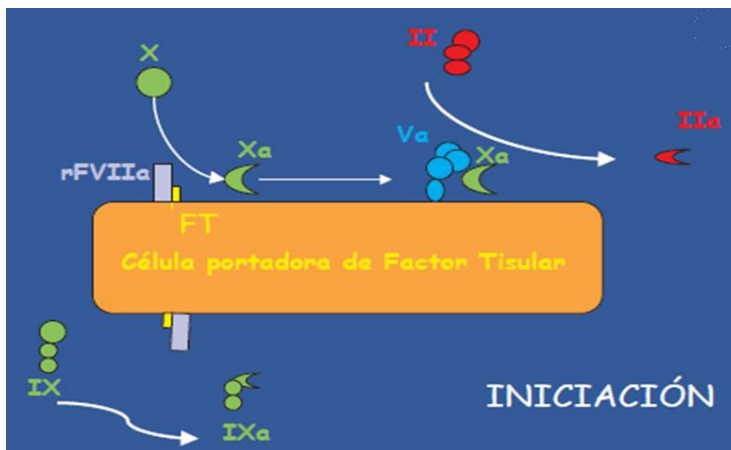 X
II
IIa
Va
Xa
Xa
rFVIIa
FT
Célula portadora de Factor Tisular
IX
IXa
INICIACIÓN